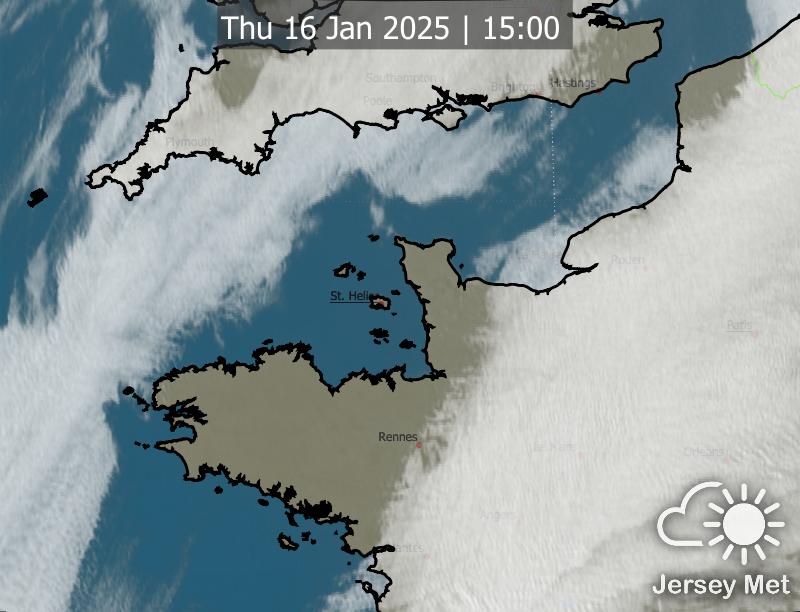 Thu 16 Jan 2025 | 15:00
Southampton
Brighton
Hastings
Poole
Plymouth
Rouen
St. Helier
Paris
Rennes
Le Mans
Orleans
Angers
Nantes
Jersey Met